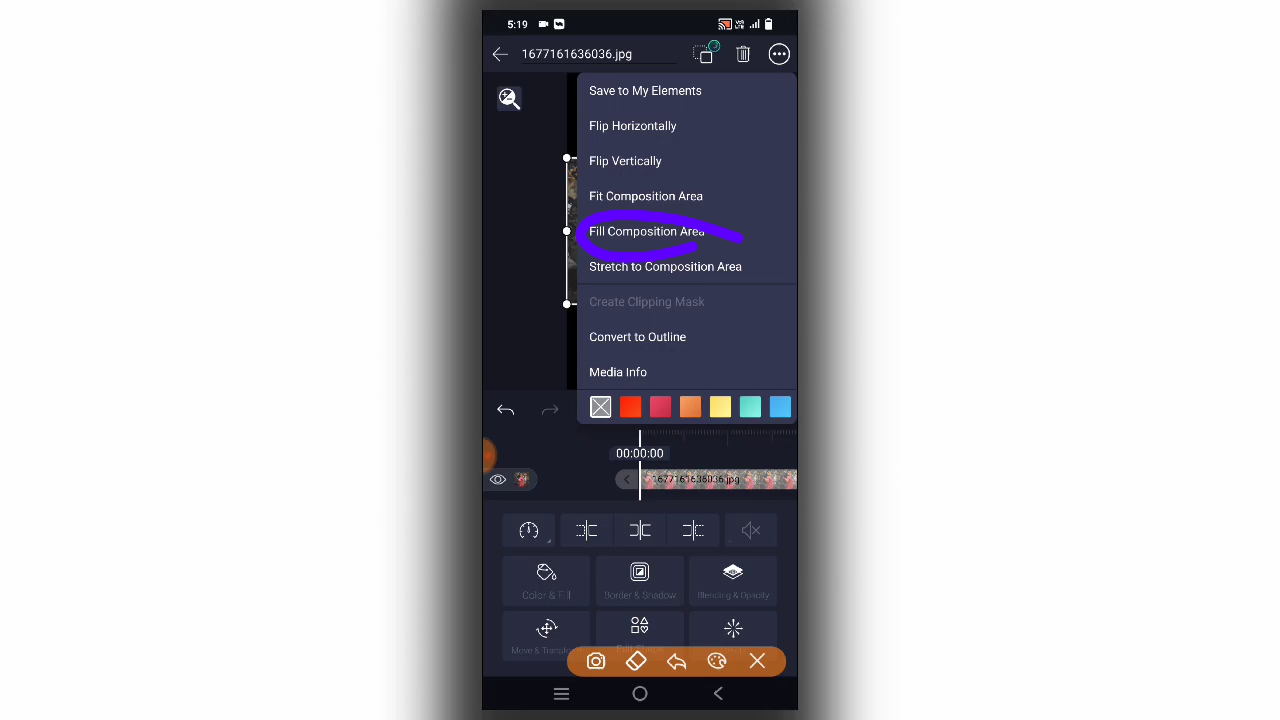 5:19
1677161636036.jpg
Save to My Elements
Flip Horizontally
Flip Vertically
Fit Composition Area
Fill Composition Area
Stretch to Composition Area
Create Clipping Mask
Convert to Outline
Media Info
00:00:00
1677161636036.jpg
Color & Fill
Border & Shadow
Blending & Opacity
Move & Transform